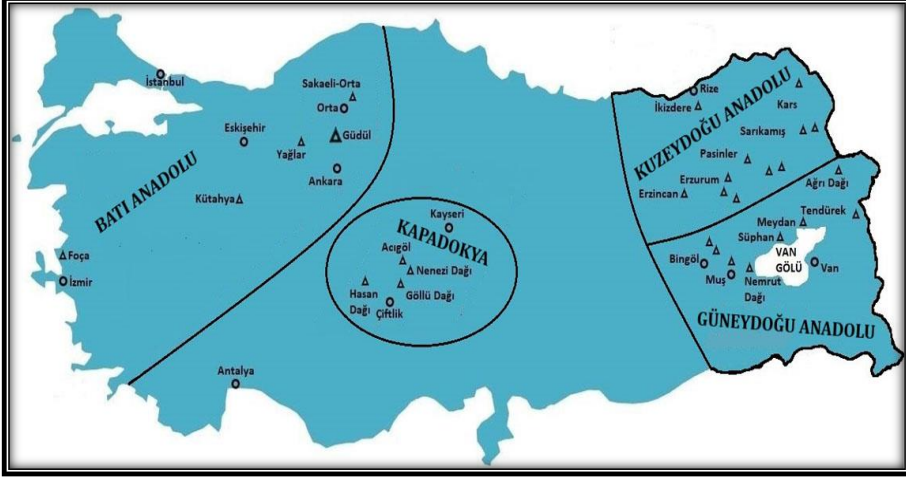 İstanbul
Sakaeli-Orta
Orta
Güdül
Eskişehir
Yağlar
Ankara
BATI ANADOLU
Kütahya
Foça
İzmir
Antalya
Kayseri
KAPADOKYA
Acıgöl
Nenezi Dağı
Hasan
Dağı
Göllü Dağı
Çiftlik
Rize
İkizdere
Kars
KUZEYDOĞU ANADOLU
Sarıkamış
Pasinler
Erzurum
Erzincan
Ağrı Dağı
Tendürek
Meydan
Süphan
VAN
GÖLÜ
Van
Bingöl
Muş
Nemrut
Dağı
GÜNEYDOĞU ANADOLU